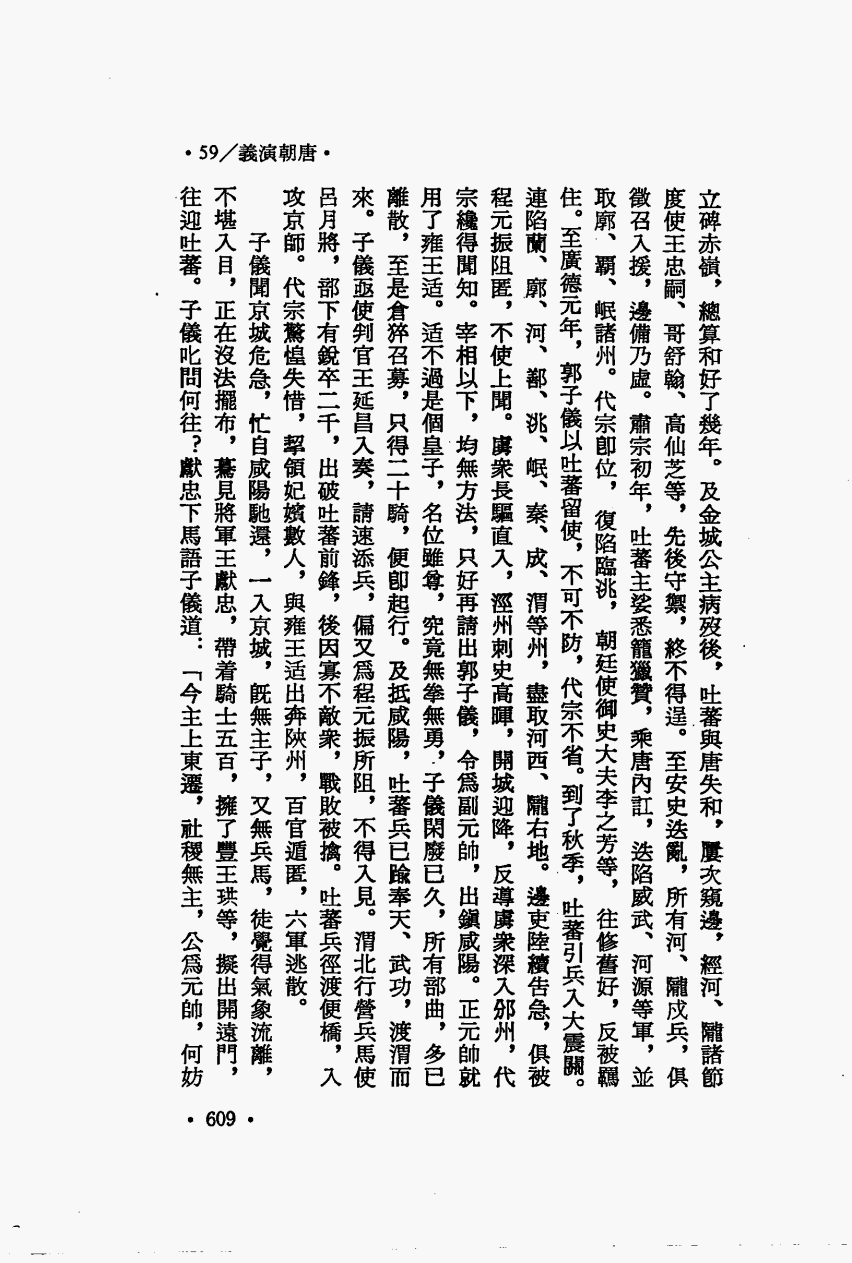 •唐朝演義／59•
立碑赤嶺，總算和好了幾年。及金城公主病歿後，吐蕃與唐失和，屢次窺邊，經河、隴諸節
度使王忠嗣、哥舒翰、高仙芝等，先後守禦，終不得逞。至安史迭亂，所有河、隴戍兵，俱
徵召入援，邊備乃虛。肅宗初年，吐蕃主娑悉籠獵贊，乘唐內訌，迭陷威武、河源等軍，並
取廓、霸、岷諸州。代宗卽位，復陷臨洮，朝廷使御史大夫李之芳等，往修舊好，反被羈
住。至廣德元年，郭子儀以吐蕃留使，不可不防，代宗不省。到了秋季，吐蕃引兵入大震關。
連陷蘭、廓、河、鄯、洮、岷、秦、成、渭等州，盡取河西、隴右地。邊吏陸續告急，俱被
程元振阻匿，不使上聞。虜衆長驅直入，涇州刺史高暉，開城迎降，反導虜衆深入邠州，代
宗纔得聞知。宰相以下，均無方法，只好再請出郭子儀，令爲副元帥，出鎭咸陽。正元帥就
用了雍王适。适不過是個皇子，名位雖尊，究竟無拳無勇，子儀閑廢已久，所有部曲，多已
離散，至是倉猝召募，只得二十騎，便卽起行。及抵咸陽，吐蕃兵已踰奉天、武功，渡渭而
來。子儀亟使判官王延昌入奏，請速添兵，偏又爲程元振所阻，不得入見。渭北行營兵馬使
呂月將，部下有銳卒二千，出破吐蕃前鋒，後因寡不敵衆，戰敗被擒。吐蕃兵徑渡便橋，入
攻京師。代宗驚惶失惜，挈領妃嬪數人，與雍王适出奔陝州，百官遁匿，六軍逃散。
子儀聞京城危急，忙自咸陽馳還，一入京城，旣無主子，又無兵馬，徒覺得氣象流離，
不堪入目，正在沒法擺布，驀見將軍王獻忠，帶着騎士五百，擁了豐王珙等，擬出開遠門，
往迎吐蕃。子儀叱問何往？獻忠下馬語子儀道：「今主上東遷，社稷無主，公爲元帥，何妨
• 609 •